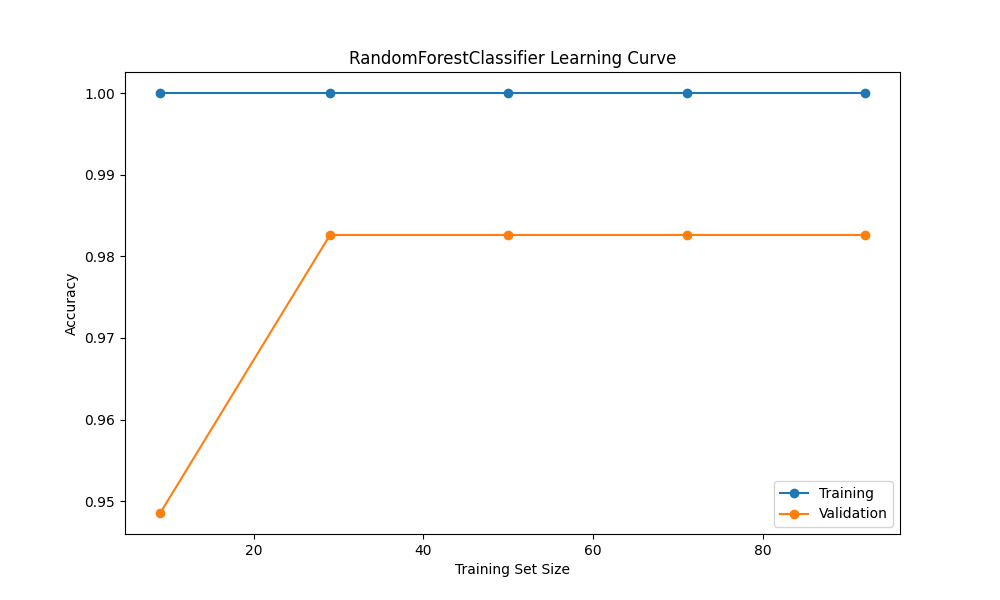 RandomForestClassifier Learning Curve
1.00
0.99
0.98
0.97
0.96
0.95
Accuracy
20
40
60
80
Training Set Size
Training
Validation